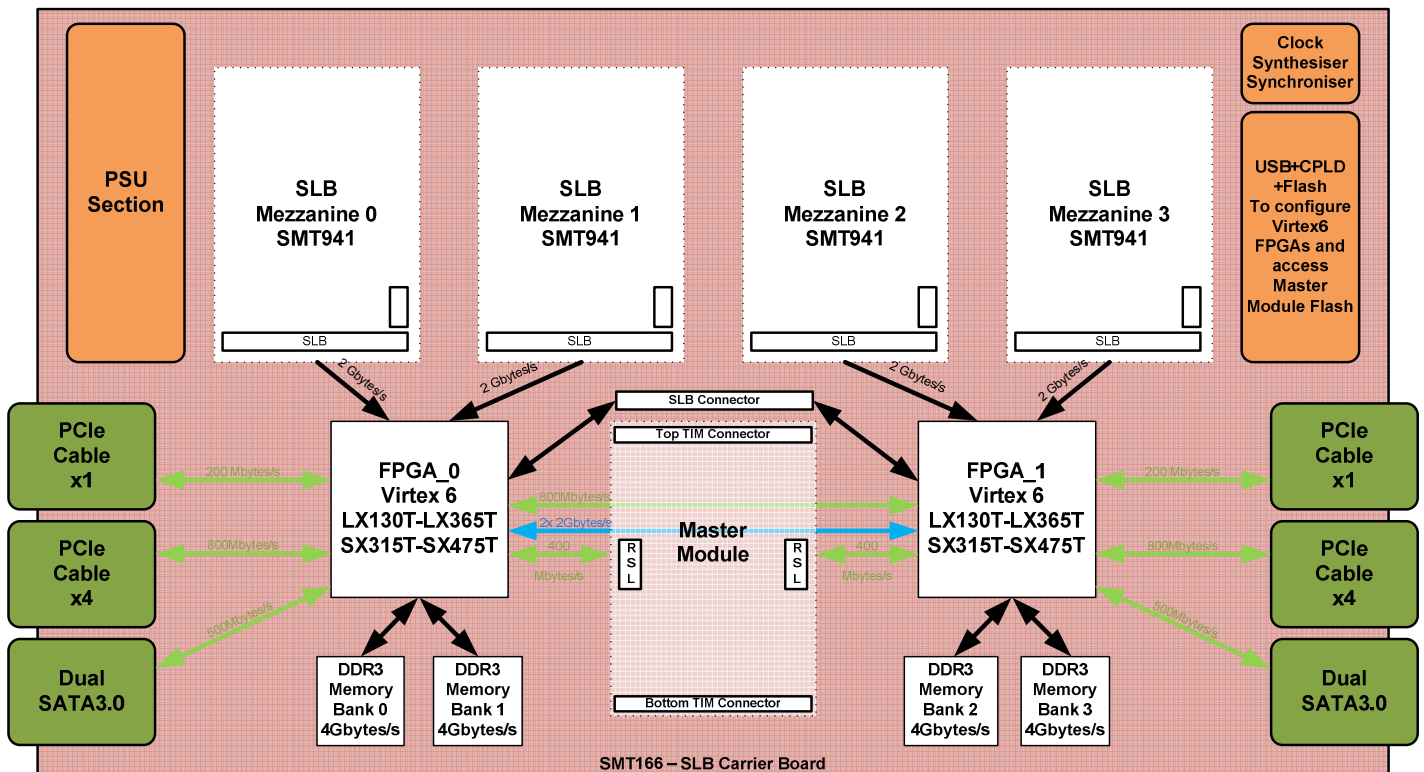 PSU
Section
SLB
Mezzanine 0
SMT941
SLB
SLB
Mezzanine 1
SMT941
SLB
SLB
Mezzanine 2
SMT941
SLB
SLB
Mezzanine 3
SMT941
SLB
Clock
Synthesiser
Synchroniser
USB+CPLD
+Flash
To configure
Virtex6
FPGAs and
access
Master
Module Flash
2 Gbytes/s
2 Gbytes/s
2 Gbytes/s
2 Gbytes/s
SLB Connector
Top TIM Connector
PCIe
Cable
x1
200 Mbytes/s
PCIe
Cable
x4
800Mbytes/s
Dual
SATA3.0
500Mbytes/s
FPGA_0
Virtex 6
LX130T-LX365T
SX315T-SX475T
800Mbytes/s
2x 2Gbytes/s
400
Mbytes/s
RSL
Master
Module
RSL
400
Mbytes/s
FPGA_1
Virtex 6
LX130T-LX365T
SX315T-SX475T
200 Mbytes/s
PCIe
Cable
x1
800Mbytes/s
PCIe
Cable
x4
500Mbytes/s
Dual
SATA3.0
DDR3
Memory
Bank 0
4Gbytes/s
DDR3
Memory
Bank 1
4Gbytes/s
Bottom TIM Connector
DDR3
Memory
Bank 2
4Gbytes/s
DDR3
Memory
Bank 3
4Gbytes/s
SMT166 – SLB Carrier Board